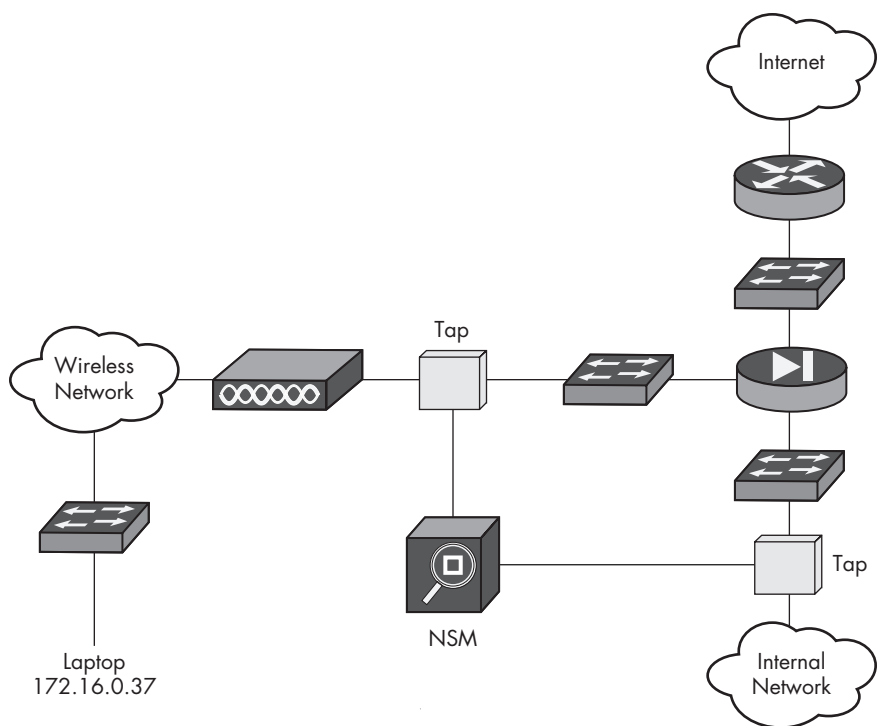 Internet
Tap
Wireless
Network
Tap
NSM
Laptop
172.16.0.37
Internal
Network